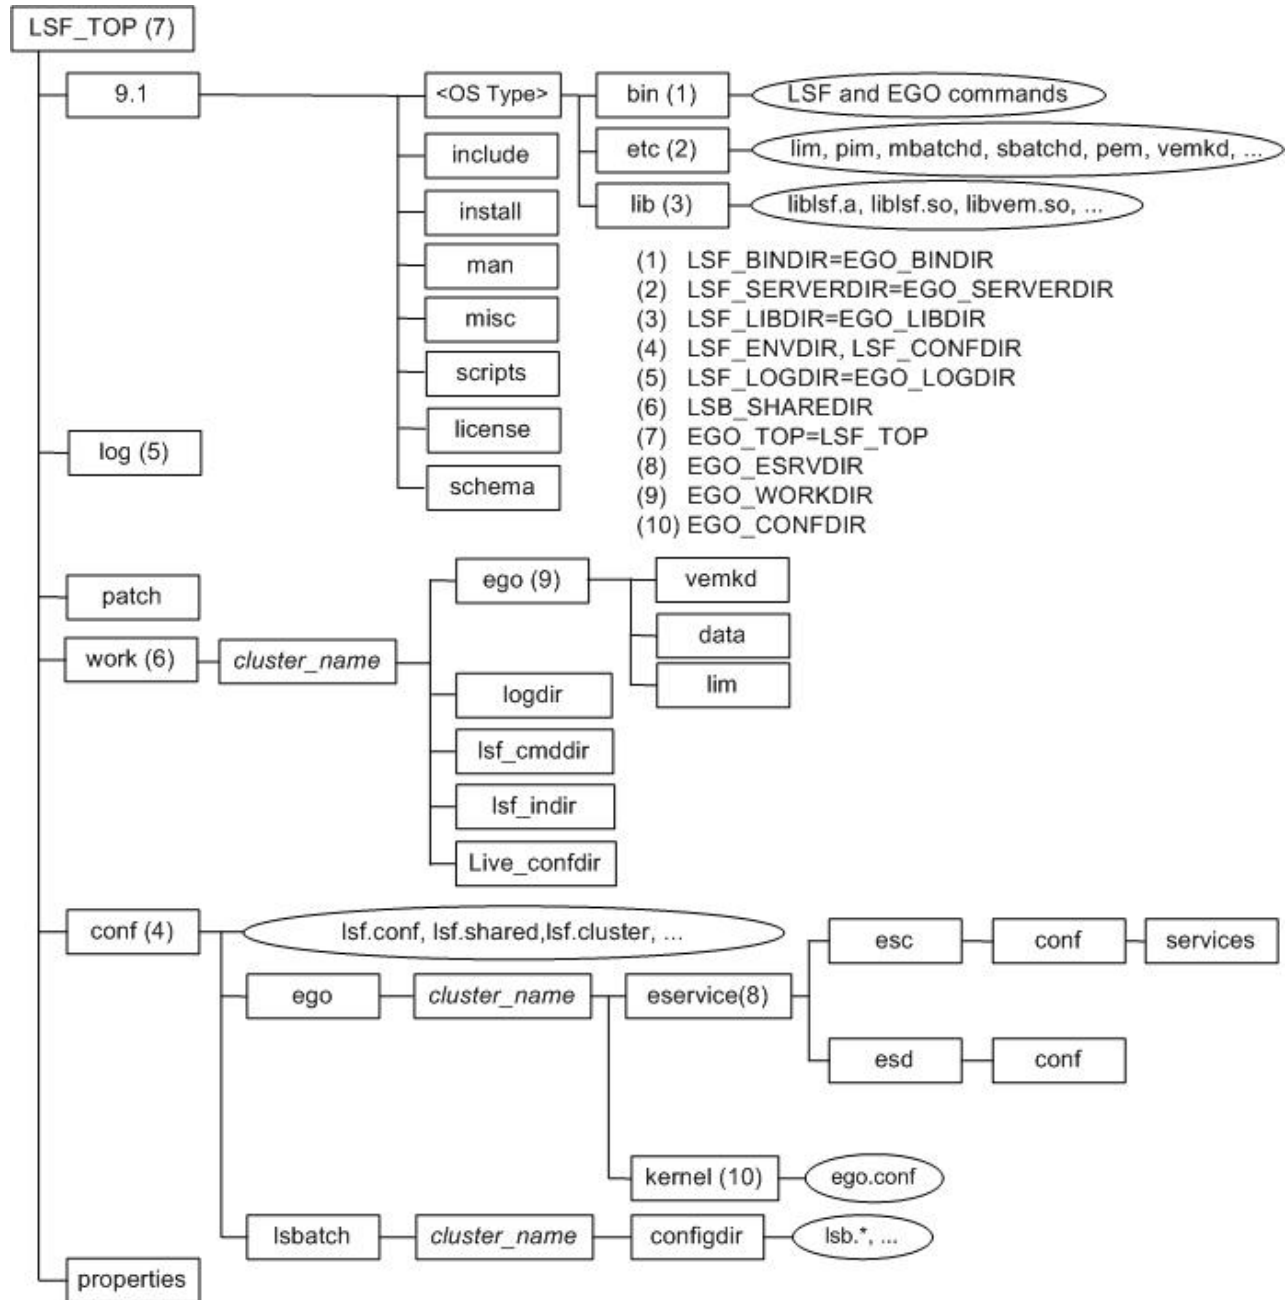 LSF_TOP (7)
9.1
<OS Type>
bin (1)
LSF and EGO commands
include
etc (2)
lim, pim, mbatchd, sbatchd, pem, vemkd, ...
install
lib (3)
liblsf.a, liblsf.so, libvem.so, ...
man
misc
scripts
license
schema
(1) LSF_BINDIR=EGO_BINDIR
(2) LSF_SERVERDIR=EGO_SERVERDIR
(3) LSF_LIBDIR=EGO_LIBDIR
(4) LSF_ENVDIR, LSF_CONFDIR
(5) LSF_LOGDIR=EGO_LOGDIR
(6) LSB_SHAREDIR
(7) EGO_TOP=LSF_TOP
(8) EGO_ESRVDIR
(9) EGO_WORKDIR
(10) EGO_CONFDIR
log (5)
patch
work (6)
cluster_name
ego (9)
vemkd
data
lim
logdir
lsf_cmddir
lsf_indir
Live_confdir
conf (4)
lsf.conf, lsf.shared,lsf.cluster, ...
ego
cluster_name
eservice(8)
esc
conf
services
esd
conf
kernel (10)
ego.conf
lsbatch
cluster_name
configdir
lsb.*, ...
properties